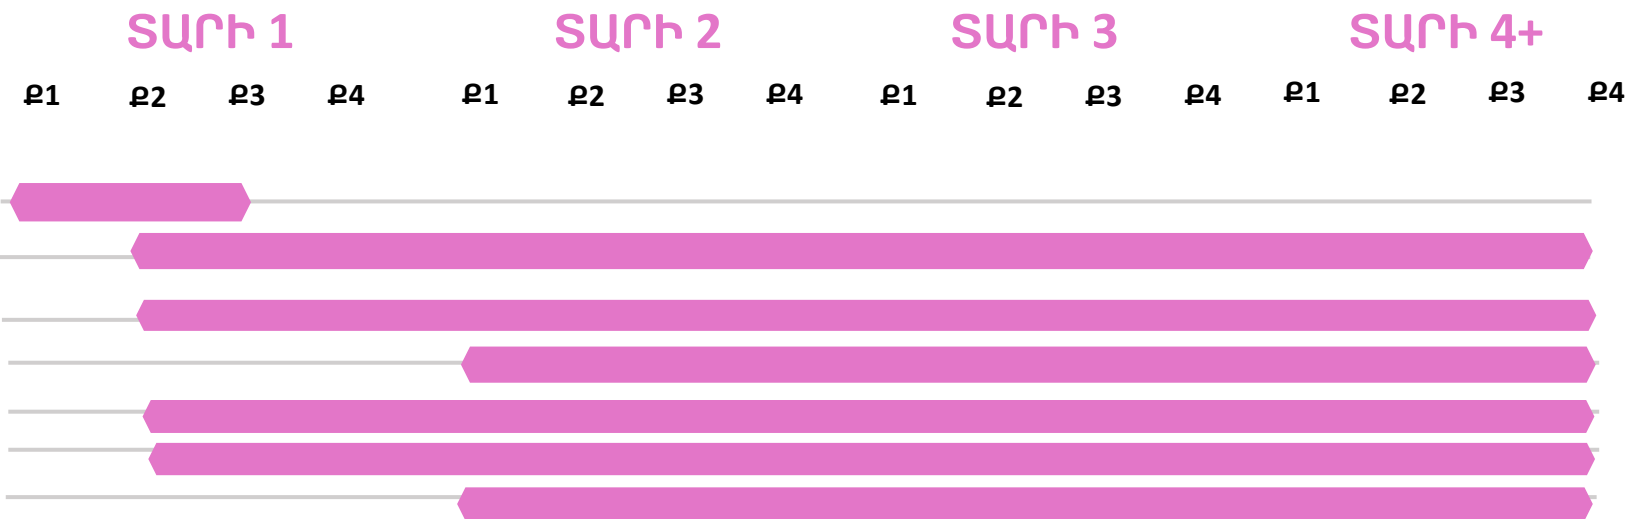 ՏԱՐԻ 1 ՏԱՐԻ 2 ՏԱՐԻ 3 ՏԱՐԻ 4+
Ք1 Ք2 Ք3 Ք4 Ք1 Ք2 Ք3 Ք4 Ք1 Ք2 Ք3 Ք4 Ք1 Ք2 Ք3 Ք4